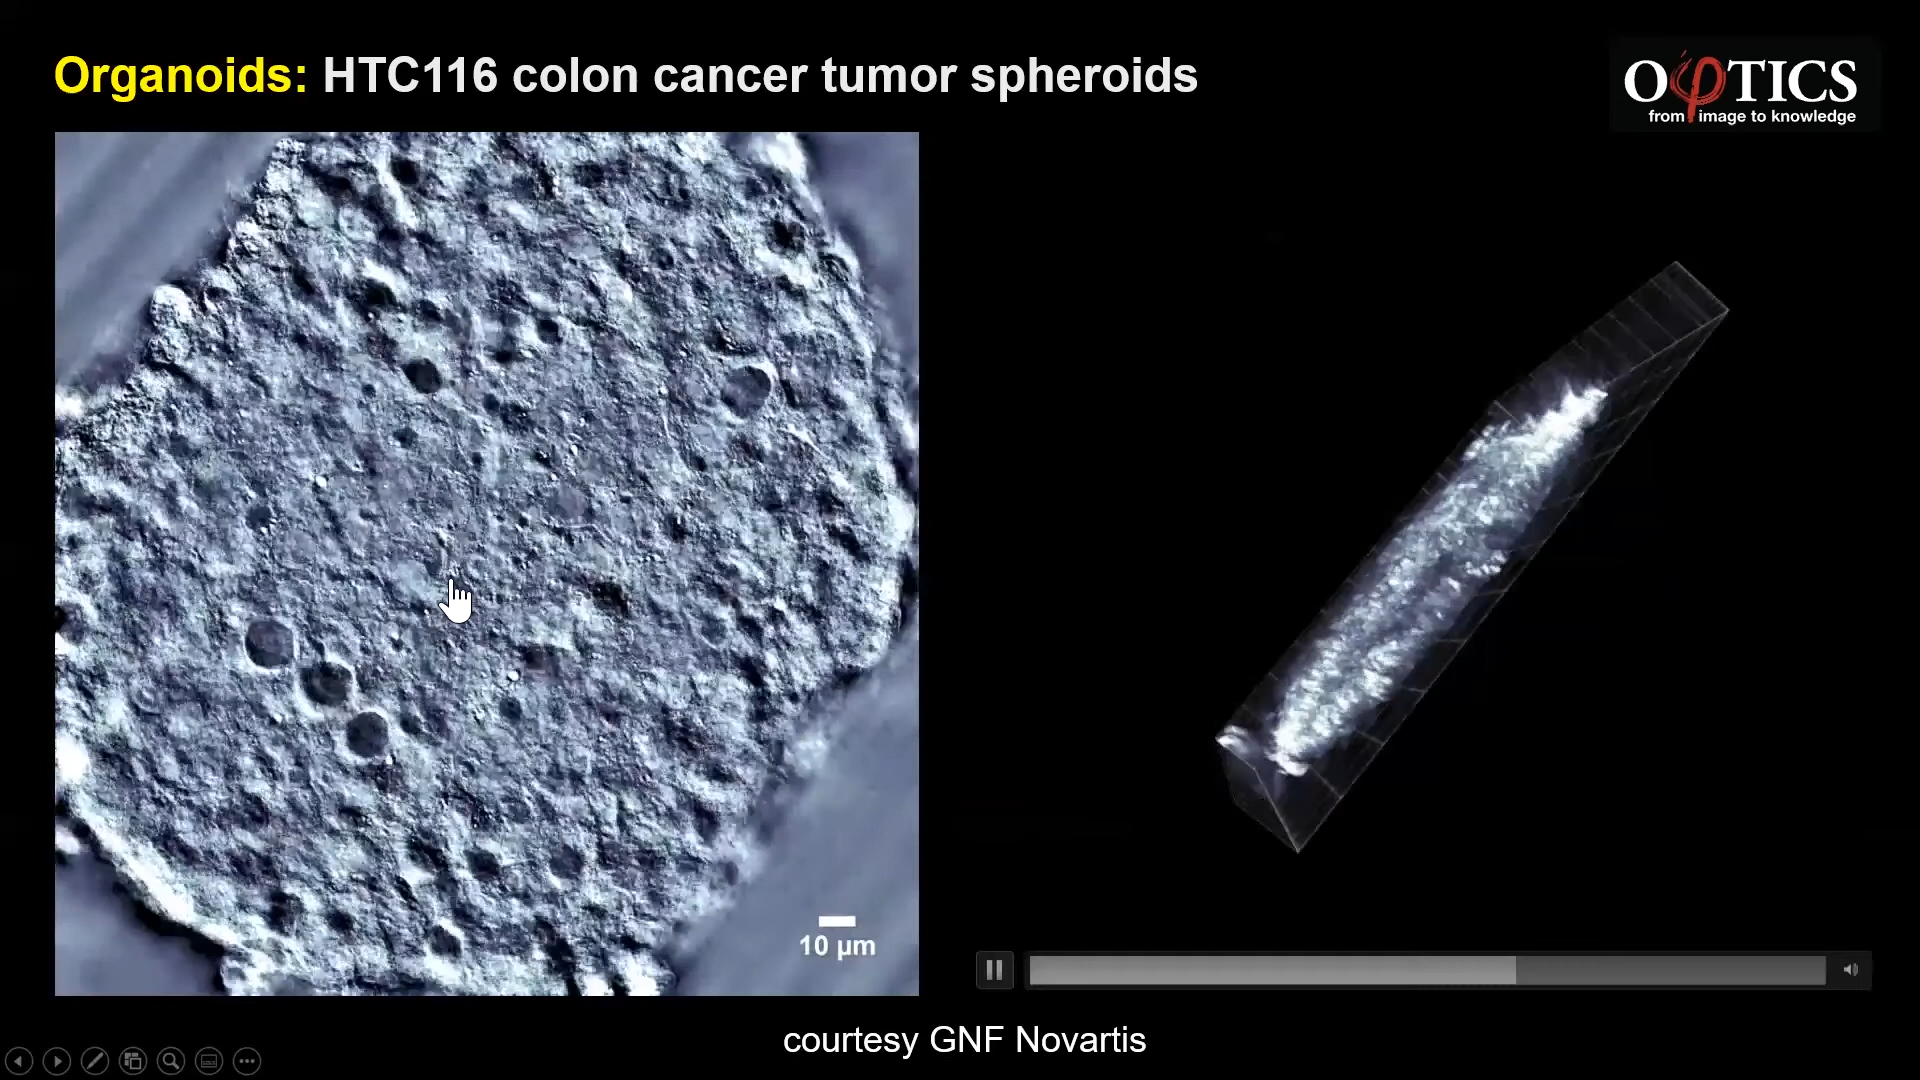 Organoids: HTC116 colon cancer tumor spheroids
OφTICS
from image to knowledge
10 µm
courtesy GNF Novartis